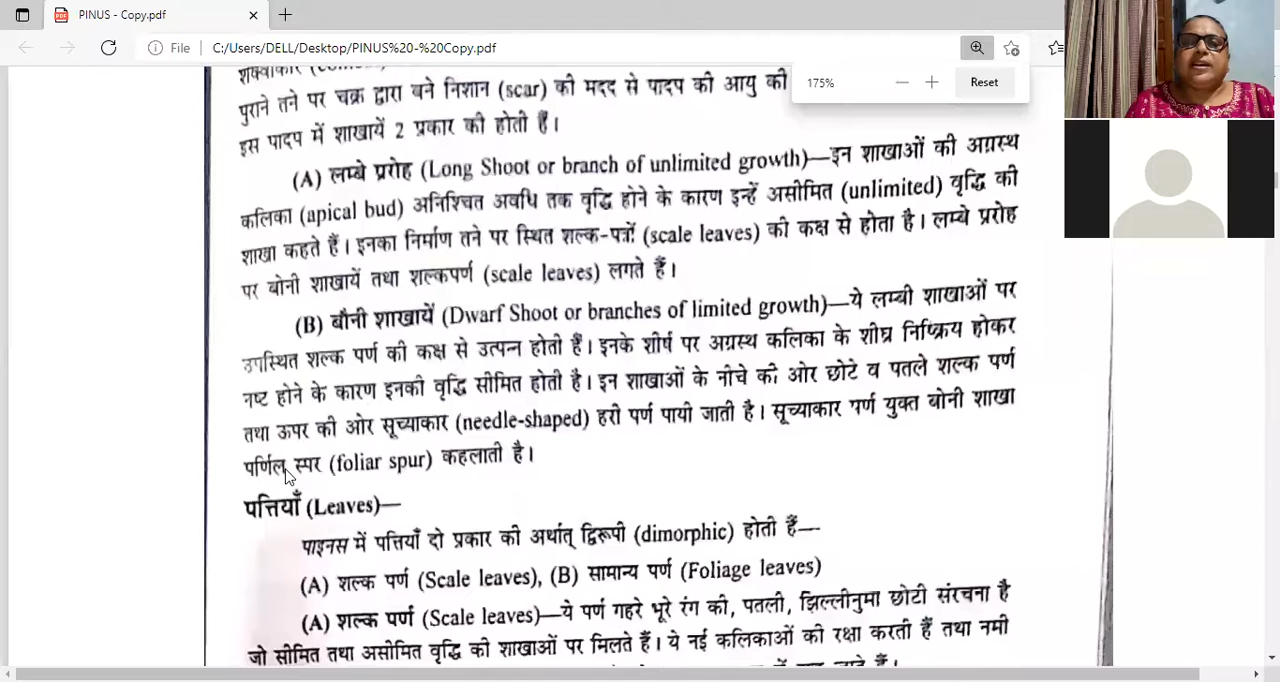 PINUS - Copy.pdf
File C:/Users/DELL/Desktop/PINUS%20-%20Copy.pdf
175% Reset
पुराने तने पर चक्र द्वारा बने निशान (scar) की मदद से पादप की आयु की
इस पादप में शाखायें 2 प्रकार की होती हैं।
(A) लम्बे प्ररोह (Long Shoot or branch of unlimited growth)—इन शाखाओं की अग्रस्थ
कलिका (apical bud) अनिश्चित अवधि तक वृद्धि होने के कारण इन्हें असीमित (unlimited) वृद्धि की
शाखा कहते हैं। इनका निर्माण तने पर स्थित शल्क-पत्रों (scale leaves) की कक्ष से होता है। लम्बे प्ररोह
पर बोनी शाखायें तथा शल्कपर्ण (scale leaves) लगते हैं।
(B) बौनी शाखायें (Dwarf Shoot or branches of limited growth)—ये लम्बी शाखाओं पर
उपस्थित शल्क पर्ण की कक्ष से उत्पन्न होती हैं। इनके शीर्ष पर अग्रस्थ कलिका के शीघ्र निष्क्रिय होकर
नष्ट होने के कारण इनकी वृद्धि सीमित होती है। इन शाखाओं के नीचे की ओर छोटे व पतले शल्क पर्ण
तथा ऊपर की ओर सूच्याकार (needle-shaped) हरी पर्ण पायी जाती है। सूच्याकार पर्ण युक्त बोनी शाखा
पर्णिल स्पर (foliar spur) कहलाती है।
पत्तियाँ (Leaves)—
पाइनस में पत्तियाँ दो प्रकार की अर्थात् द्विरूपी (dimorphic) होती हैं—
(A) शल्क पर्ण (Scale leaves), (B) सामान्य पर्ण (Foliage leaves)
(A) शल्क पर्ण (Scale leaves)—ये पर्ण गहरे भूरे रंग की, पतली, झिल्लीनुमा छोटी संरचना है
जो सीमित तथा असीमित वृद्धि की शाखाओं पर मिलते हैं। ये नई कलिकाओं की रक्षा करती हैं तथा नमी